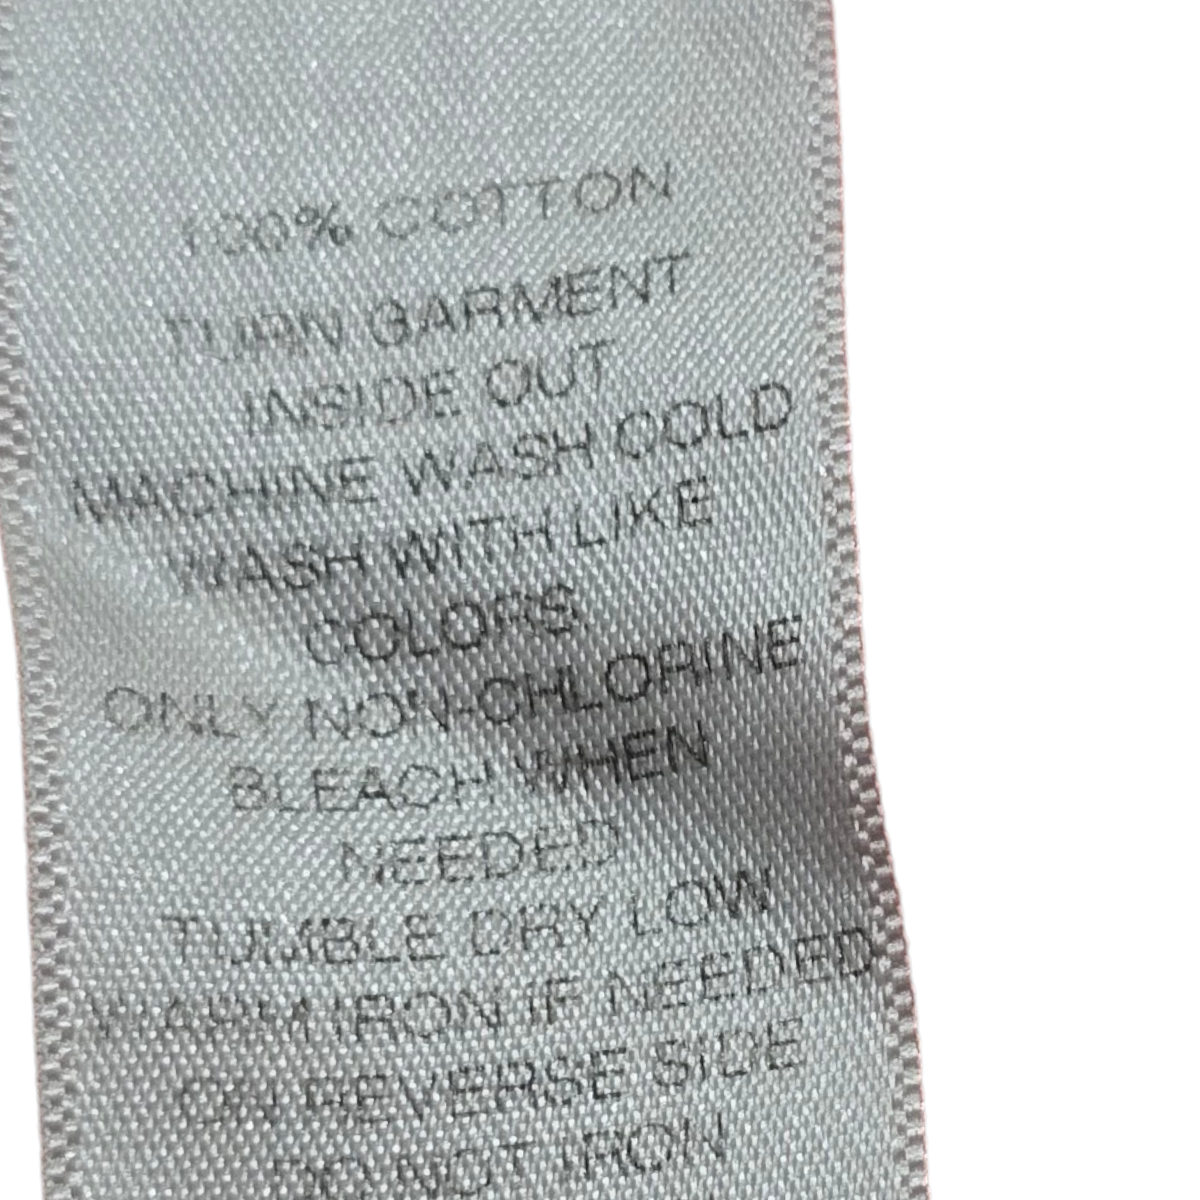 100% COTTON
TURN GARMENT
INSIDE OUT
MACHINE WASH COLD
WASH WITH LIKE
COLORS
ONLY NON-CHLORINE
BLEACH WHEN
NEEDED
TUMBLE DRY LOW
WARM IRON IF NEEDED
ON REVERSE SIDE
DO NOT IRON